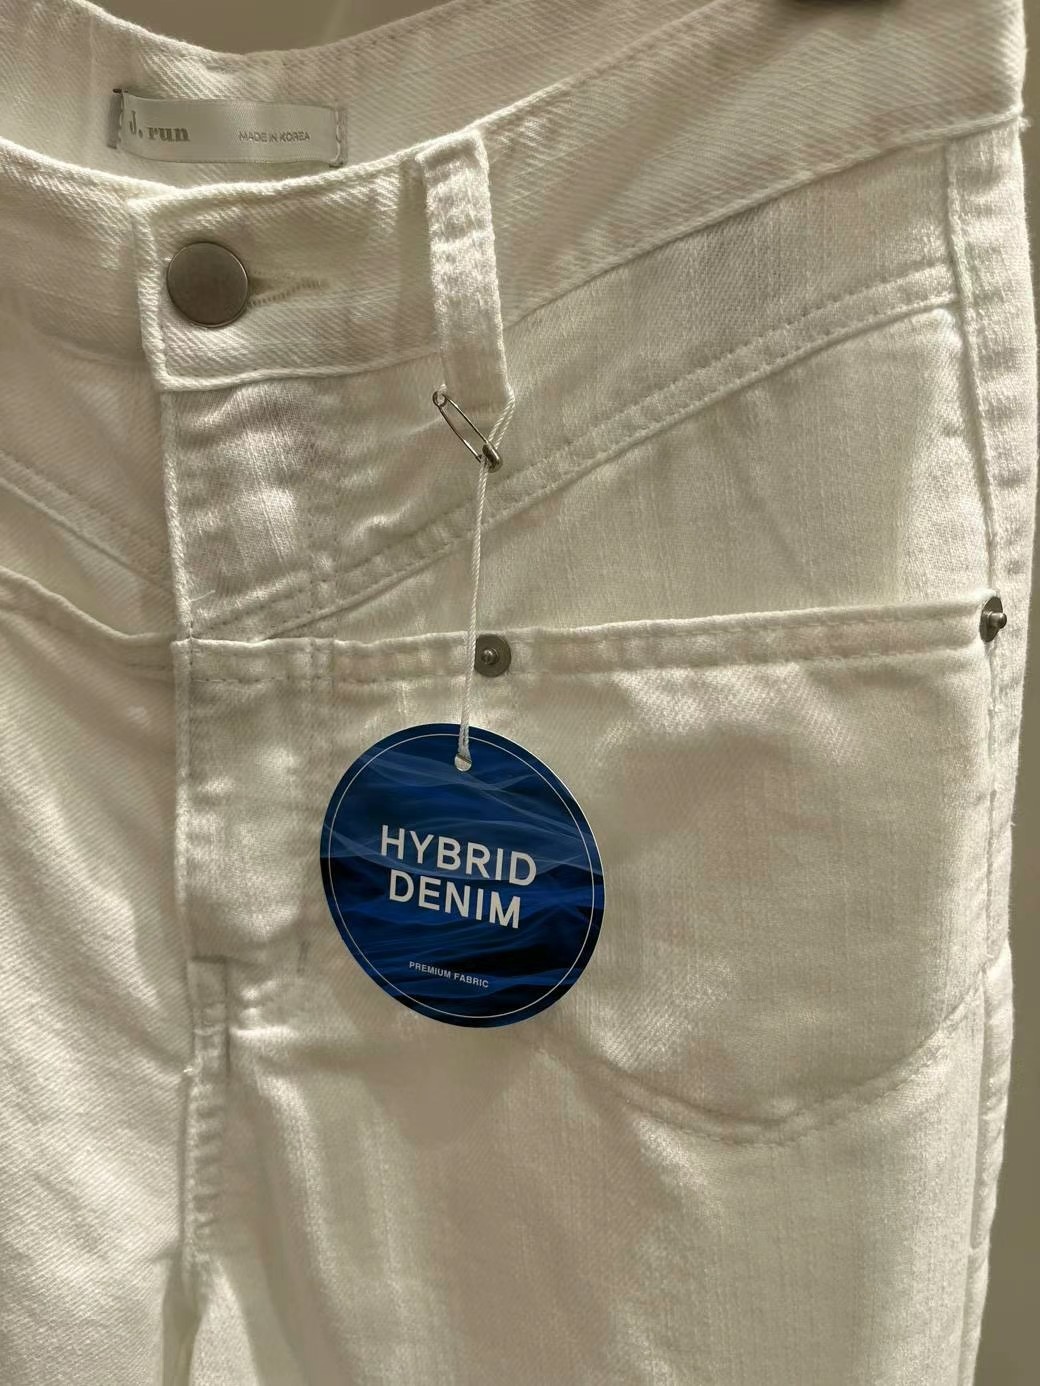 J. run
MADE IN KOREA
HYBRID
DENIM
PREMIUM FABRIC